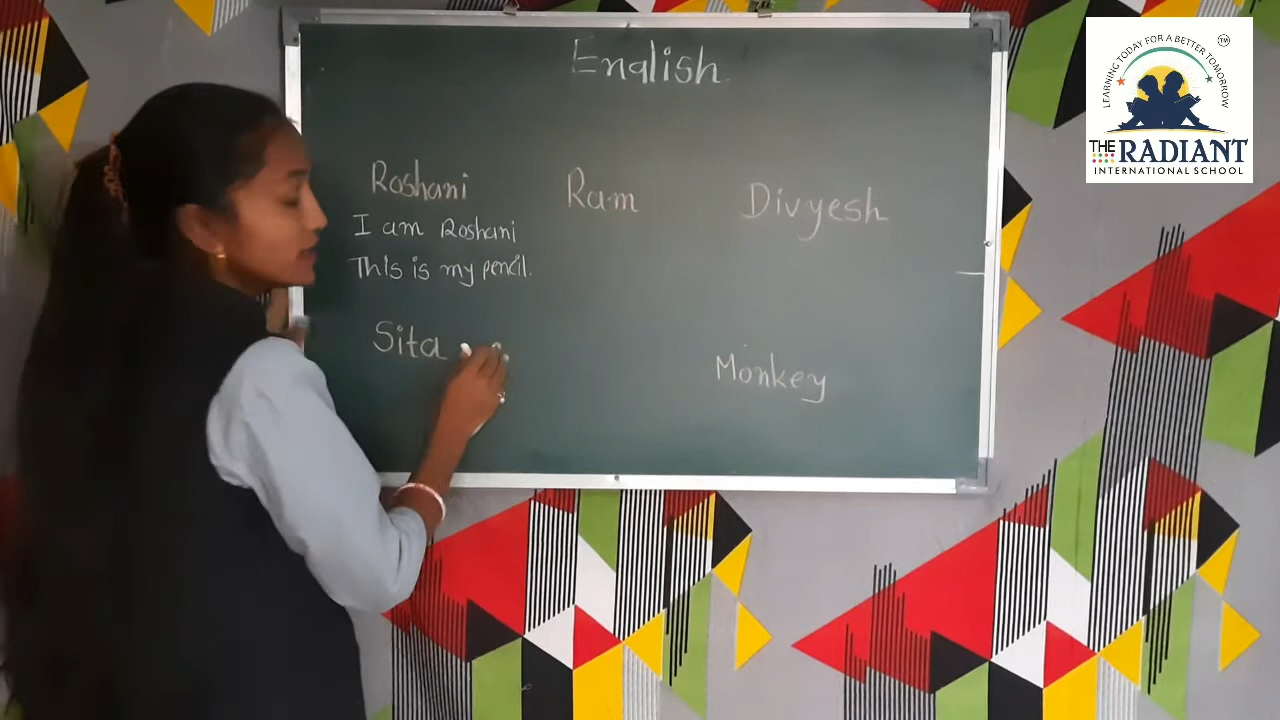 English
Roshani
Ram
Divyesh
I am Roshani
This is my pencil.
Sita
Monkey
LEARNING TODAY FOR A BETTER TOMORROW
TM
THE RADIANT
INTERNATIONAL SCHOOL